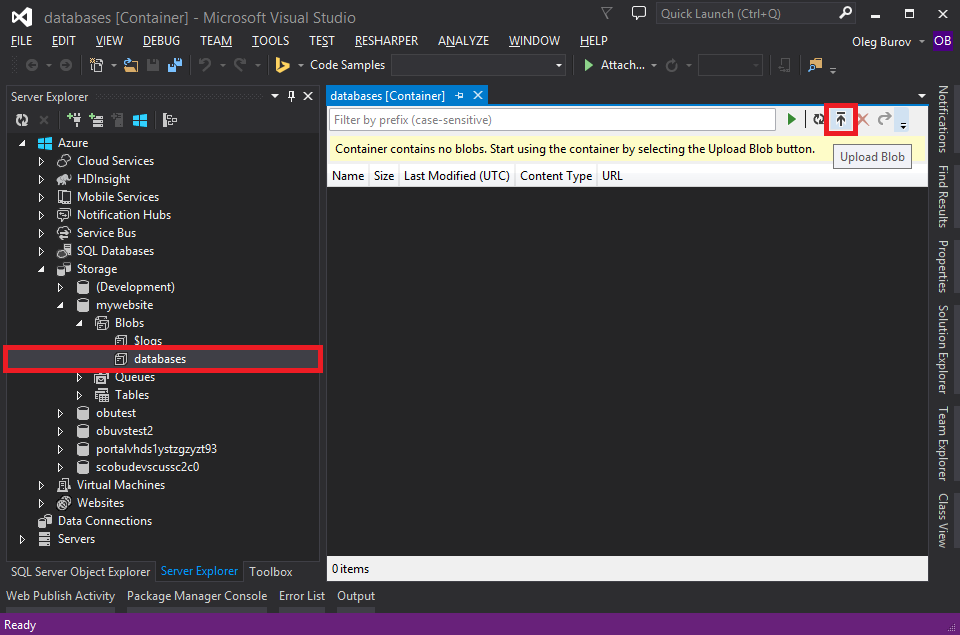 databases [Container] - Microsoft Visual Studio
Quick Launch (Ctrl+Q)
FILE EDIT VIEW DEBUG TEAM TOOLS TEST RESHARPER ANALYZE WINDOW HELP
Oleg Burov OB
Code Samples
Attach...
Server Explorer
Azure
Cloud Services
HDInsight
Mobile Services
Notification Hubs
Service Bus
SQL Databases
Storage
(Development)
mywebsite
Blobs
$logs
databases
Queues
Tables
obutest
obuvstest2
portalvhds1ystzgzyzt93
scobudevscussc2c0
Virtual Machines
Websites
Data Connections
Servers
SQL Server Object Explorer Server Explorer Toolbox
databases [Container]
Filter by prefix (case-sensitive)
Container contains no blobs. Start using the container by selecting the Upload Blob button.
Upload Blob
Name Size Last Modified (UTC) Content Type URL
0 items
Notifications
Find Results
Properties
Solution Explorer
Team Explorer
Class View
Web Publish Activity Package Manager Console Error List Output
Ready